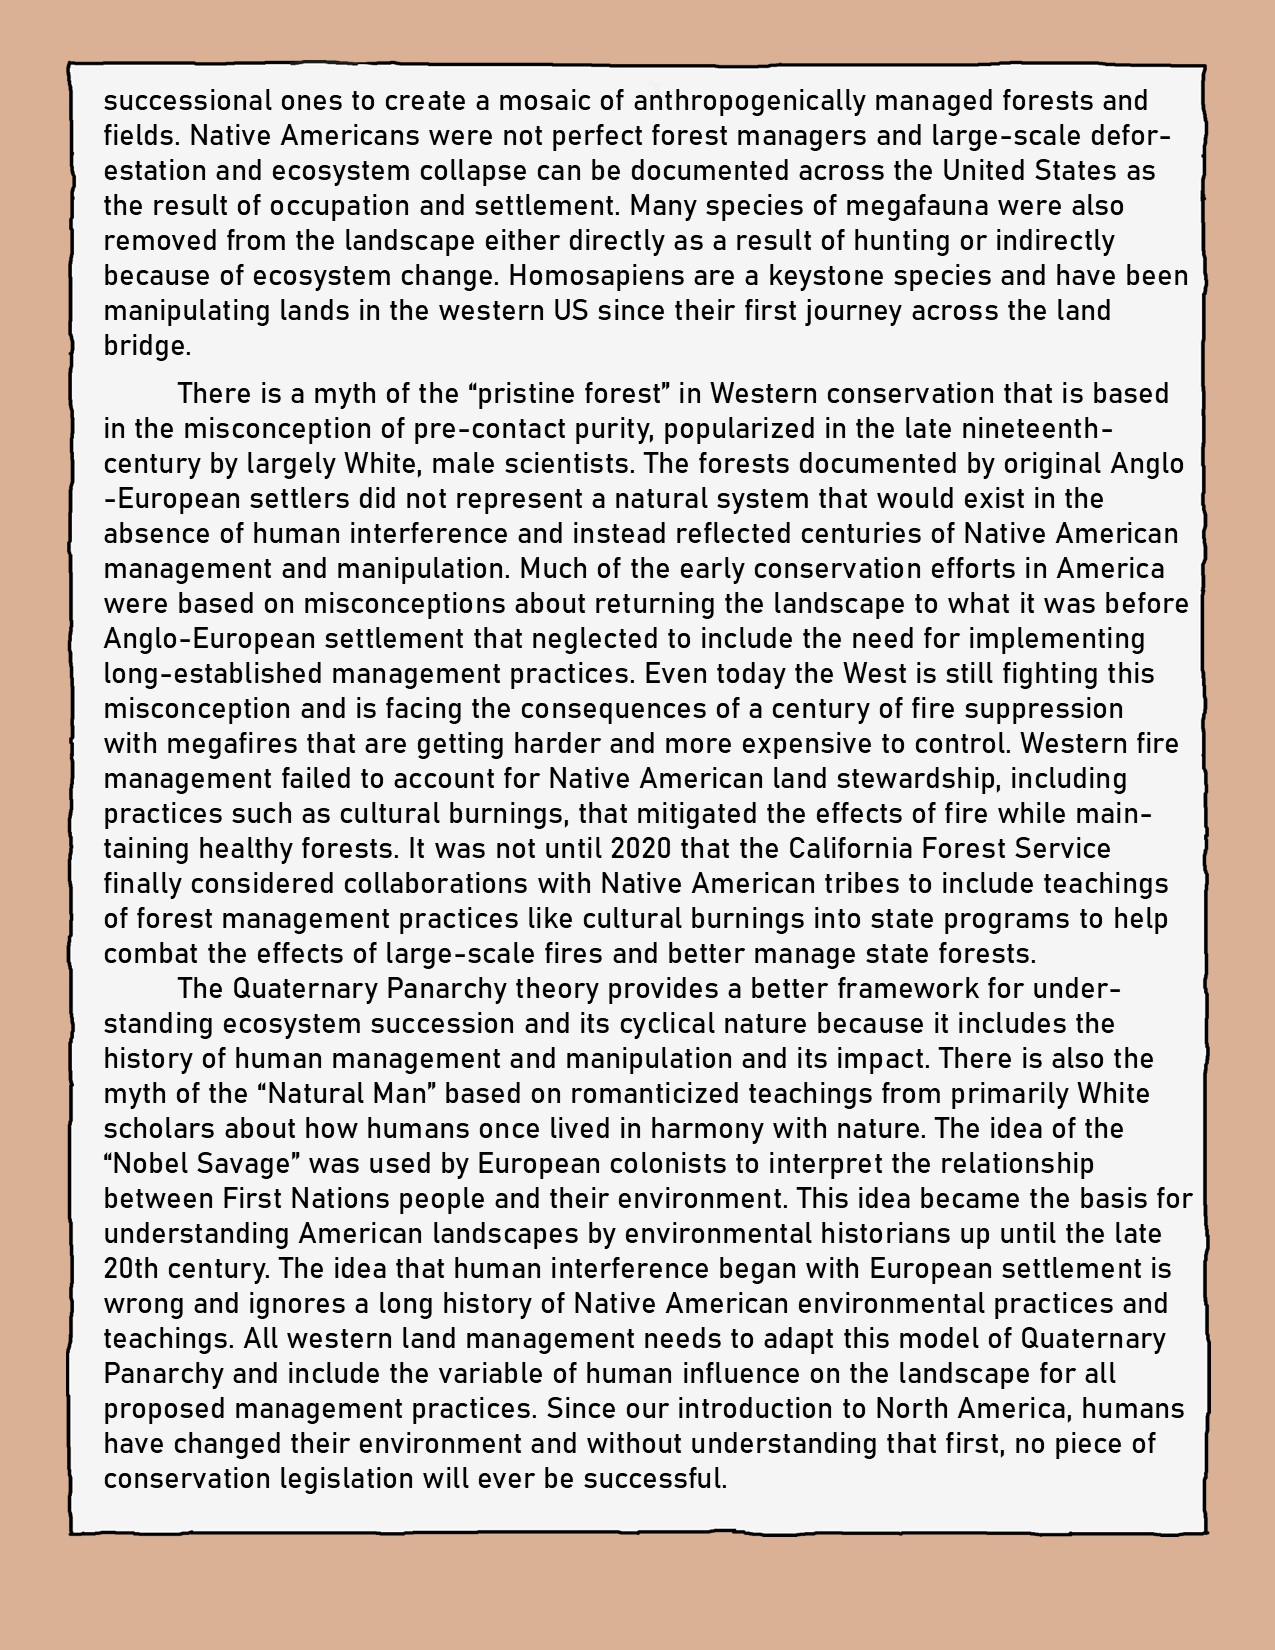 successional ones to create a mosaic of anthropogenically managed forests and
fields. Native Americans were not perfect forest managers and large-scale defor-
estation and ecosystem collapse can be documented across the United States as
the result of occupation and settlement. Many species of megafauna were also
removed from the landscape either directly as a result of hunting or indirectly
because of ecosystem change. Homosapiens are a keystone species and have been
manipulating lands in the western US since their first journey across the land
bridge.
There is a myth of the “pristine forest” in Western conservation that is based
in the misconception of pre-contact purity, popularized in the late nineteenth-
century by largely White, male scientists. The forests documented by original Anglo
-European settlers did not represent a natural system that would exist in the
absence of human interference and instead reflected centuries of Native American
management and manipulation. Much of the early conservation efforts in America
were based on misconceptions about returning the landscape to what it was before
Anglo-European settlement that neglected to include the need for implementing
long-established management practices. Even today the West is still fighting this
misconception and is facing the consequences of a century of fire suppression
with megafires that are getting harder and more expensive to control. Western fire
management failed to account for Native American land stewardship, including
practices such as cultural burnings, that mitigated the effects of fire while main-
taining healthy forests. It was not until 2020 that the California Forest Service
finally considered collaborations with Native American tribes to include teachings
of forest management practices like cultural burnings into state programs to help
combat the effects of large-scale fires and better manage state forests.
The Quaternary Panarchy theory provides a better framework for under-
standing ecosystem succession and its cyclical nature because it includes the
history of human management and manipulation and its impact. There is also the
myth of the “Natural Man” based on romanticized teachings from primarily White
scholars about how humans once lived in harmony with nature. The idea of the
“Nobel Savage” was used by European colonists to interpret the relationship
between First Nations people and their environment. This idea became the basis for
understanding American landscapes by environmental historians up until the late
20th century. The idea that human interference began with European settlement is
wrong and ignores a long history of Native American environmental practices and
teachings. All western land management needs to adapt this model of Quaternary
Panarchy and include the variable of human influence on the landscape for all
proposed management practices. Since our introduction to North America, humans
have changed their environment and without understanding that first, no piece of
conservation legislation will ever be successful.